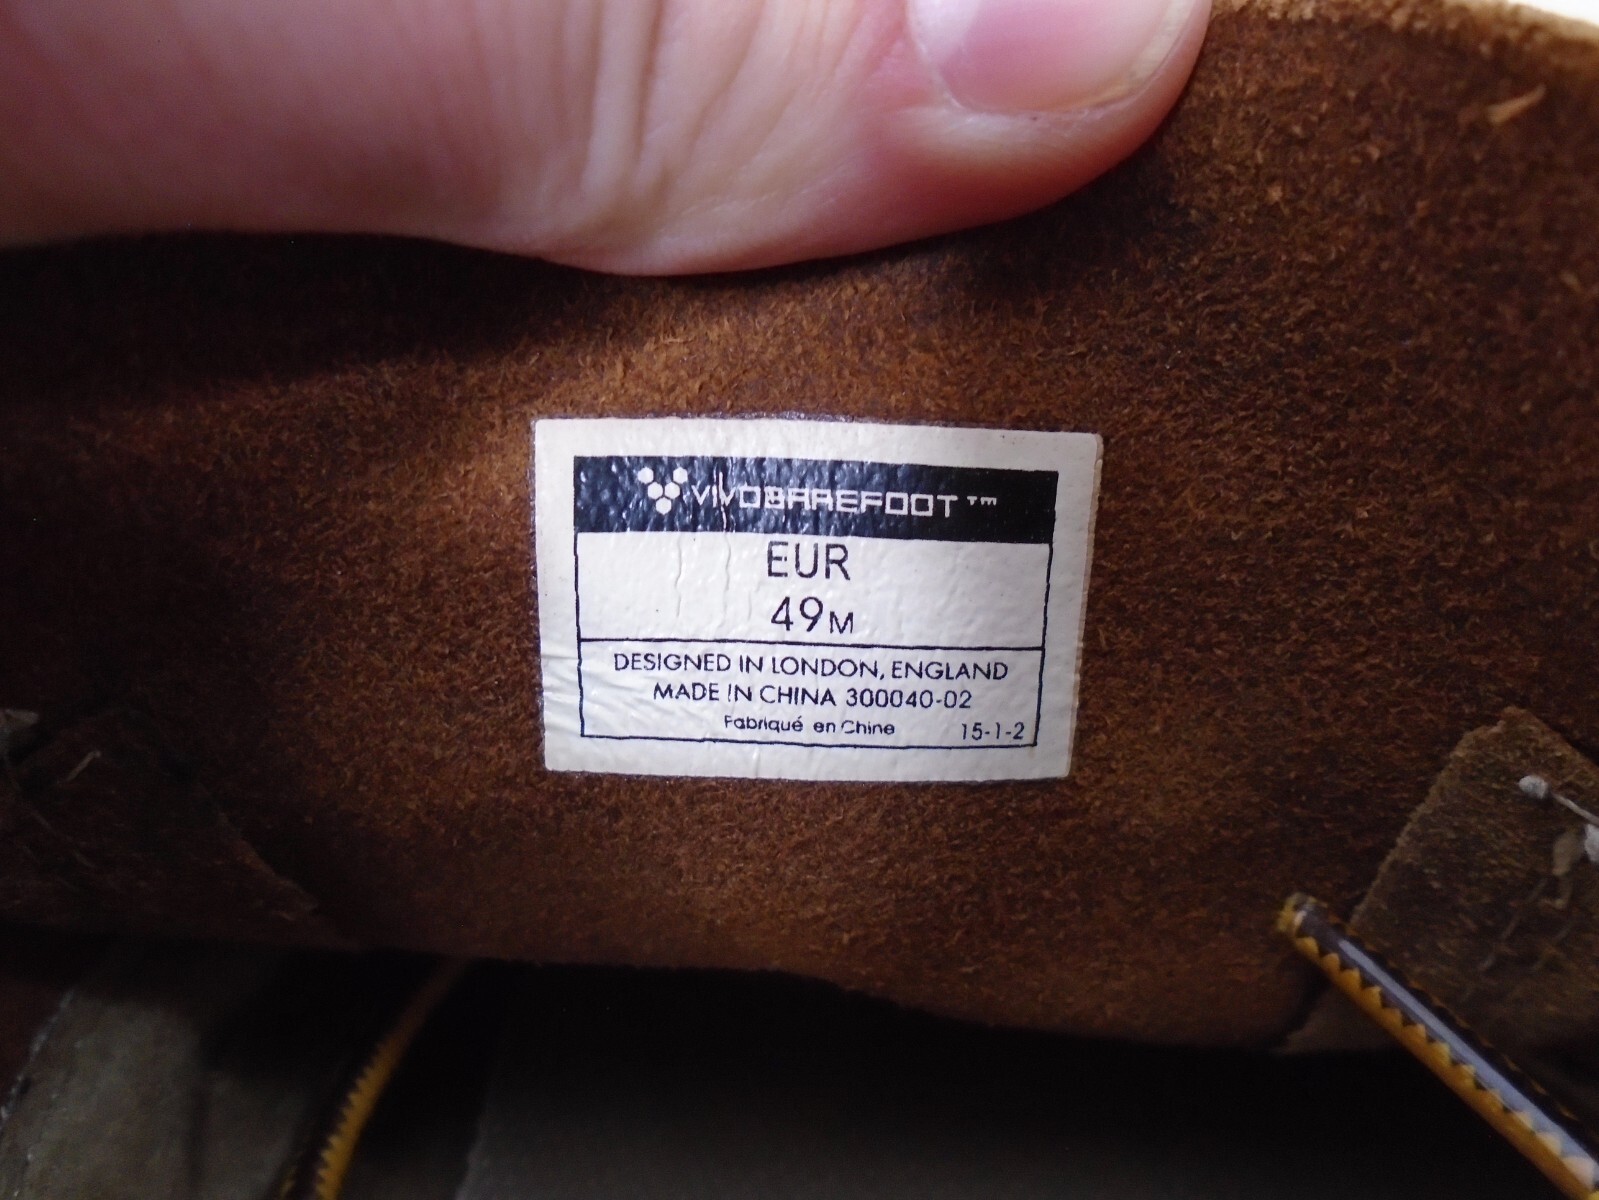 VIVOBAREFOOT™
EUR
49M
DESIGNED IN LONDON, ENGLAND
MADE IN CHINA 300040-02
Fabriqué en Chine 15-1-2